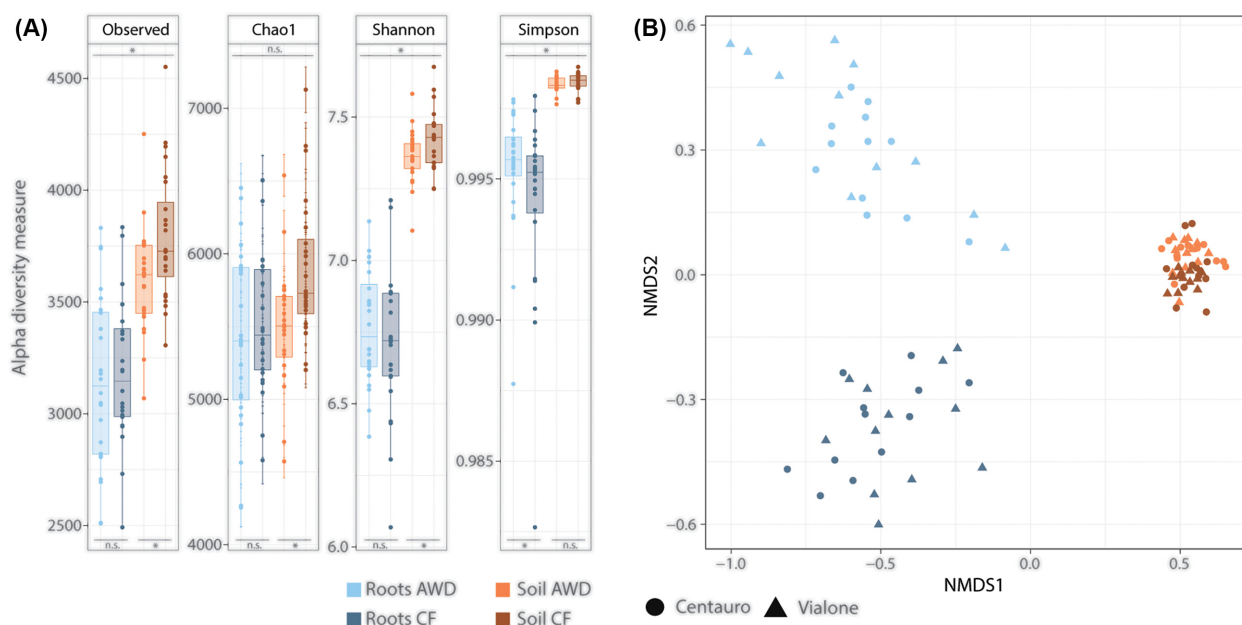 (A)
Observed
Chao1
Shannon
Simpson
(B)
*
n.s.
*
*
Alpha diversity measure
4500
4000
3500
3000
2500
7000
6000
5000
4000
7.5
7.0
6.5
6.0
0.995
0.990
0.985
n.s.
*
n.s.
*
n.s.
*
*
n.s.
NMDS2
0.6
0.3
0.0
−0.3
−0.6
−1.0
−0.5
0.0
0.5
NMDS1
Roots AWD
Soil AWD
Roots CF
Soil CF
Centauro
Vialone